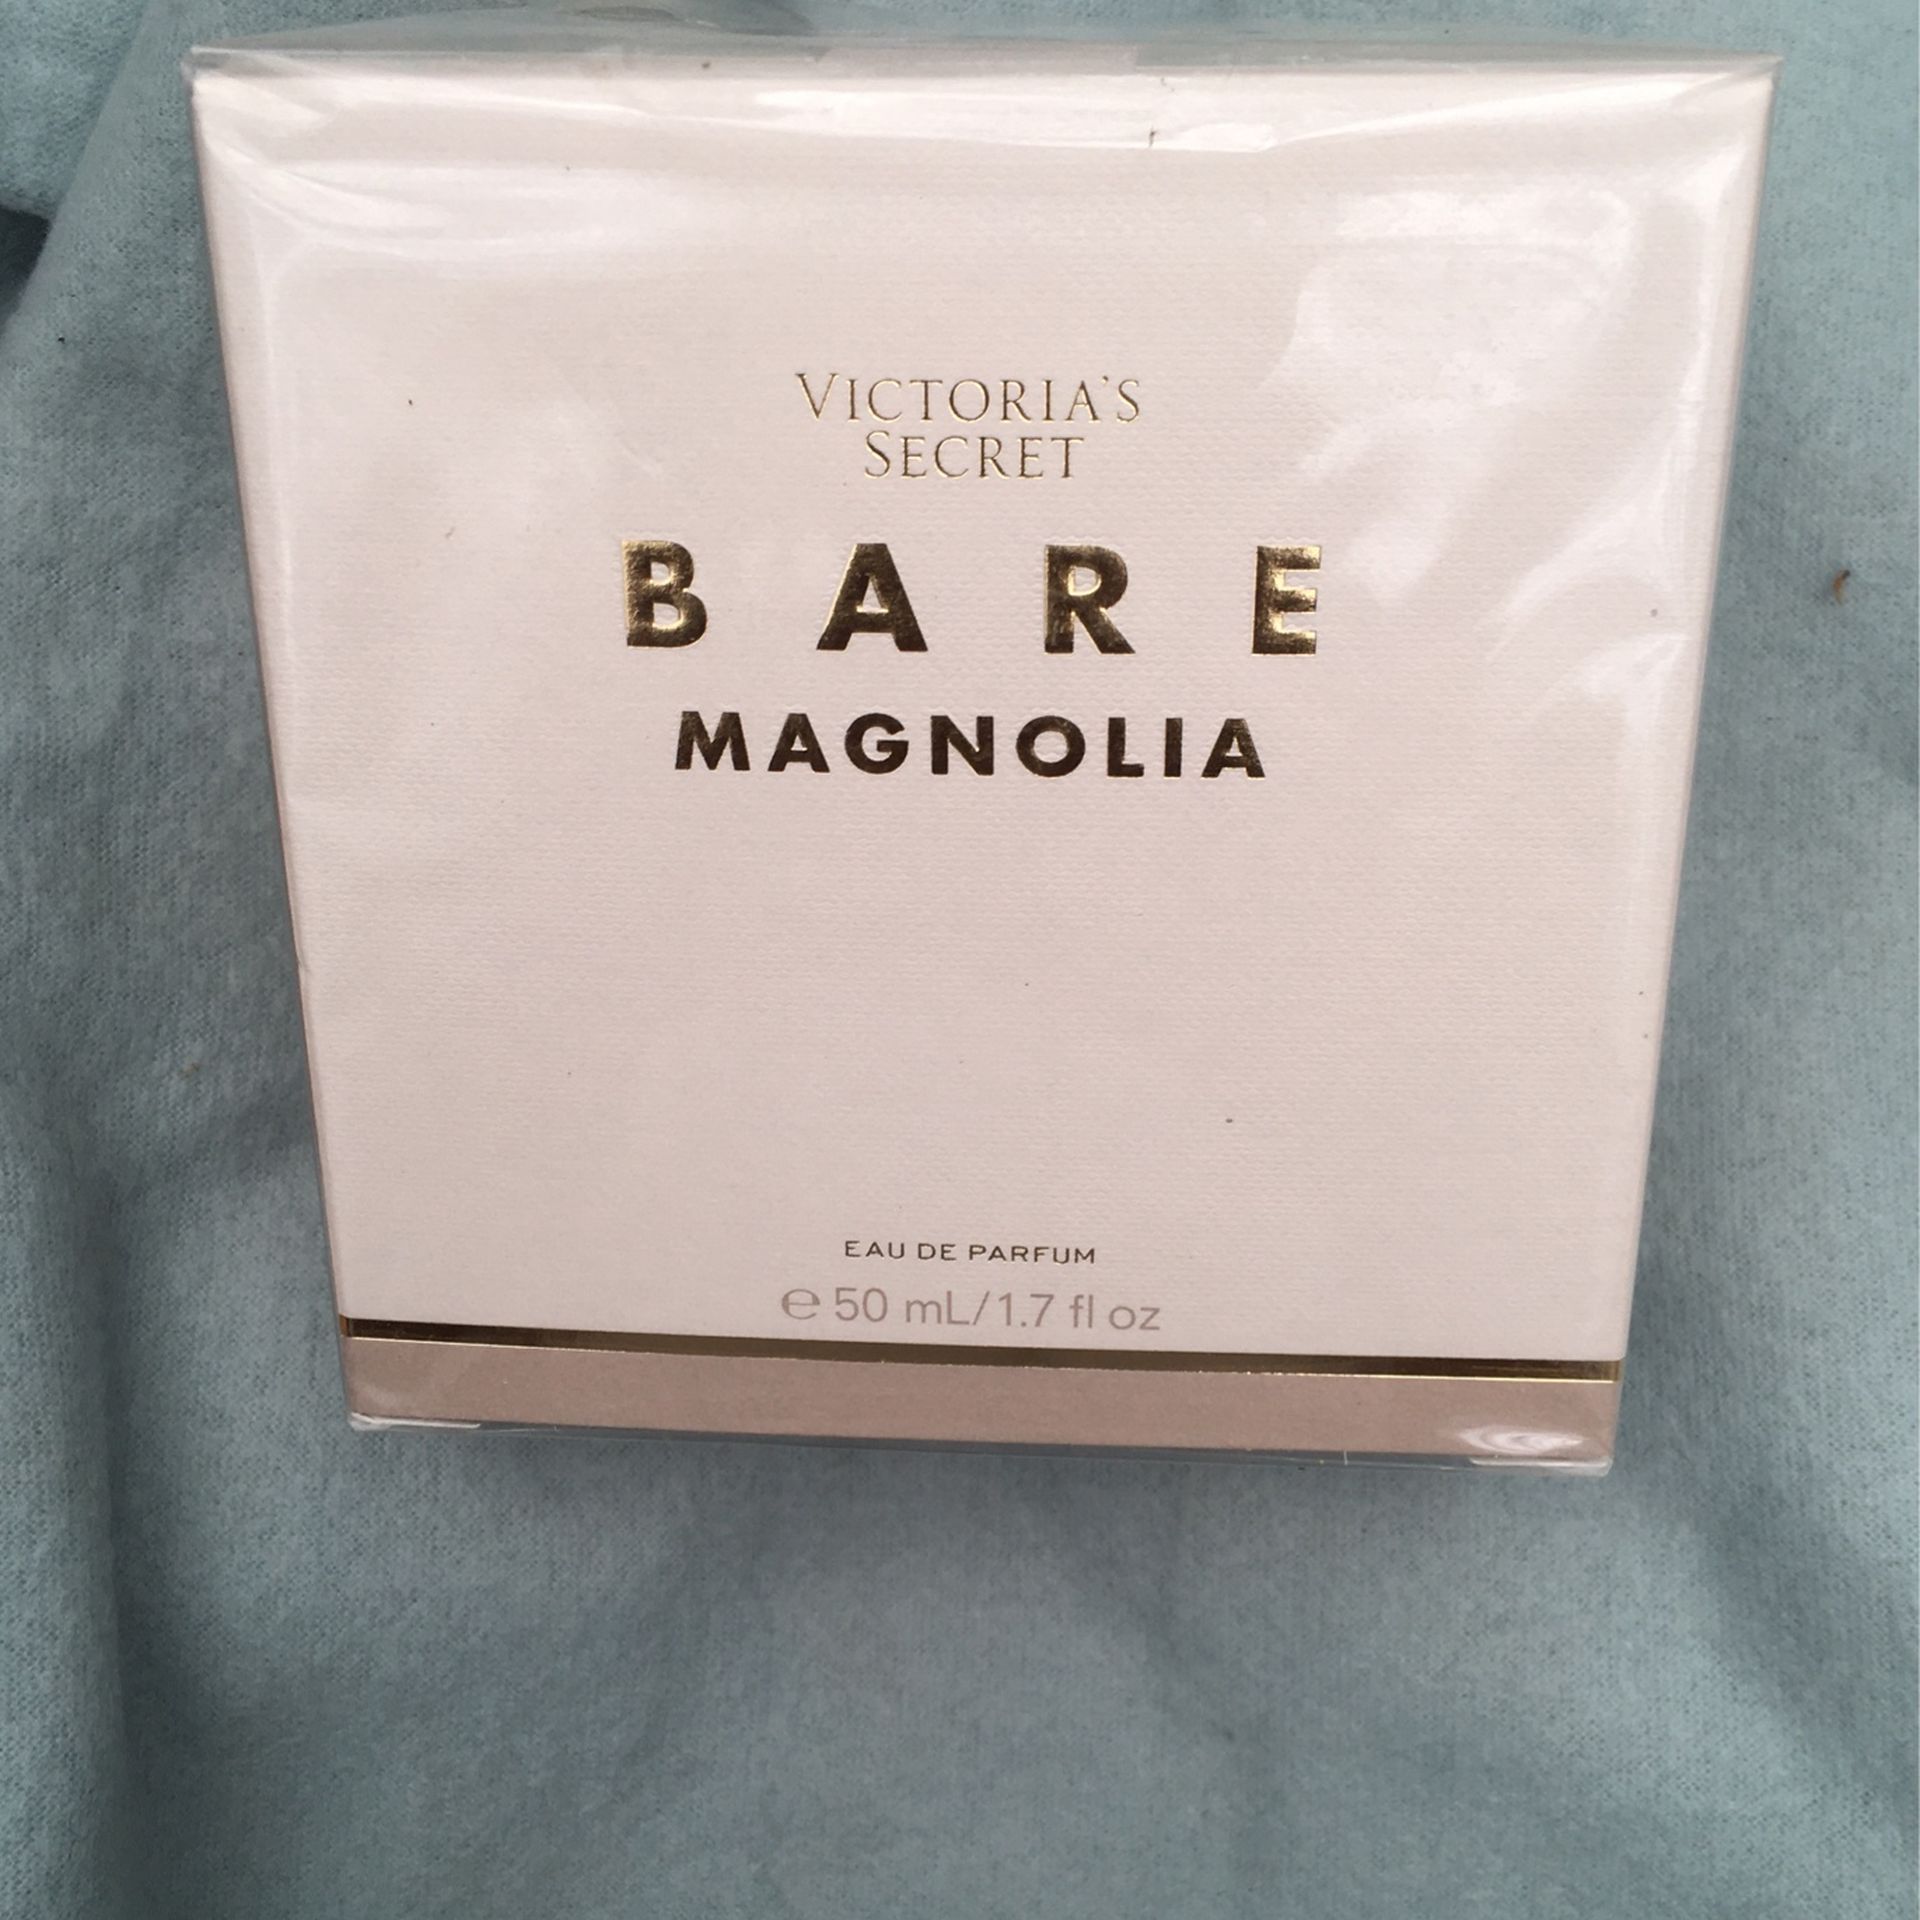 VICTORIA'S
SECRET
BARE
MAGNOLIA
EAU DE PARFUM
℮ 50 mL/1.7 fl oz